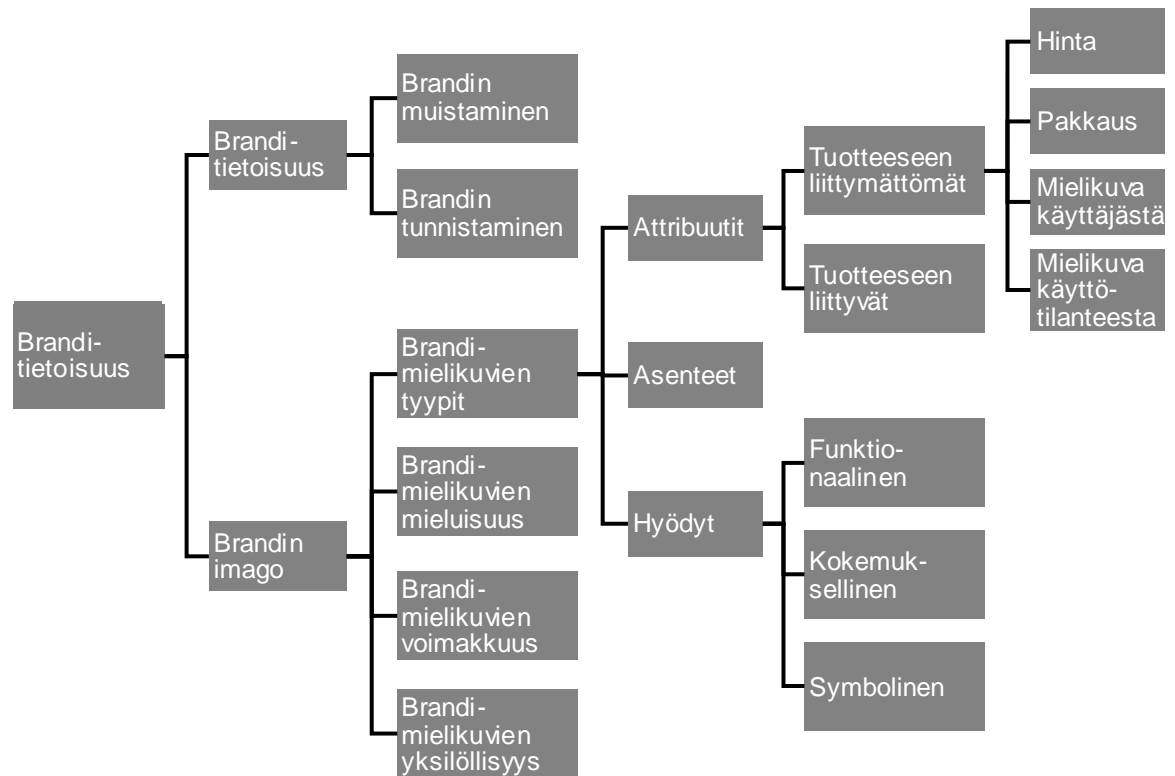 Brandi-
tietoisuus
Brandi-
tietoisuus
Brandin
muistaminen
Brandin
tunnistaminen
Brandin
imago
Brandi-
mielikuvien
tyypit
Brandi-
mielikuvien
mieluisuus
Brandi-
mielikuvien
voimakkuus
Brandi-
mielikuvien
yksilöllisyys
Attribuutit
Asenteet
Hyödyt
Tuotteeseen
liittymättömät
Tuotteeseen
liittyvät
Funktio-
naalinen
Kokemuk-
sellinen
Symbolinen
Hinta
Pakkaus
Mielikuva
käyttäjästä
Mielikuva
käyttö-
tilanteesta